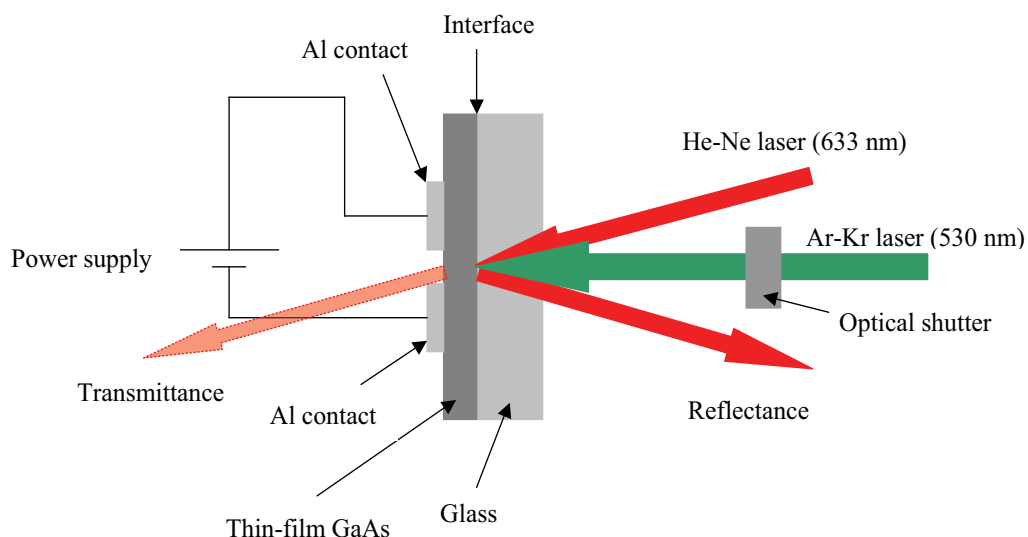 Interface
Al contact
He-Ne laser (633 nm)
Ar-Kr laser (530 nm)
Power supply
Optical shutter
Transmittance
Al contact
Reflectance
Glass
Thin-film GaAs